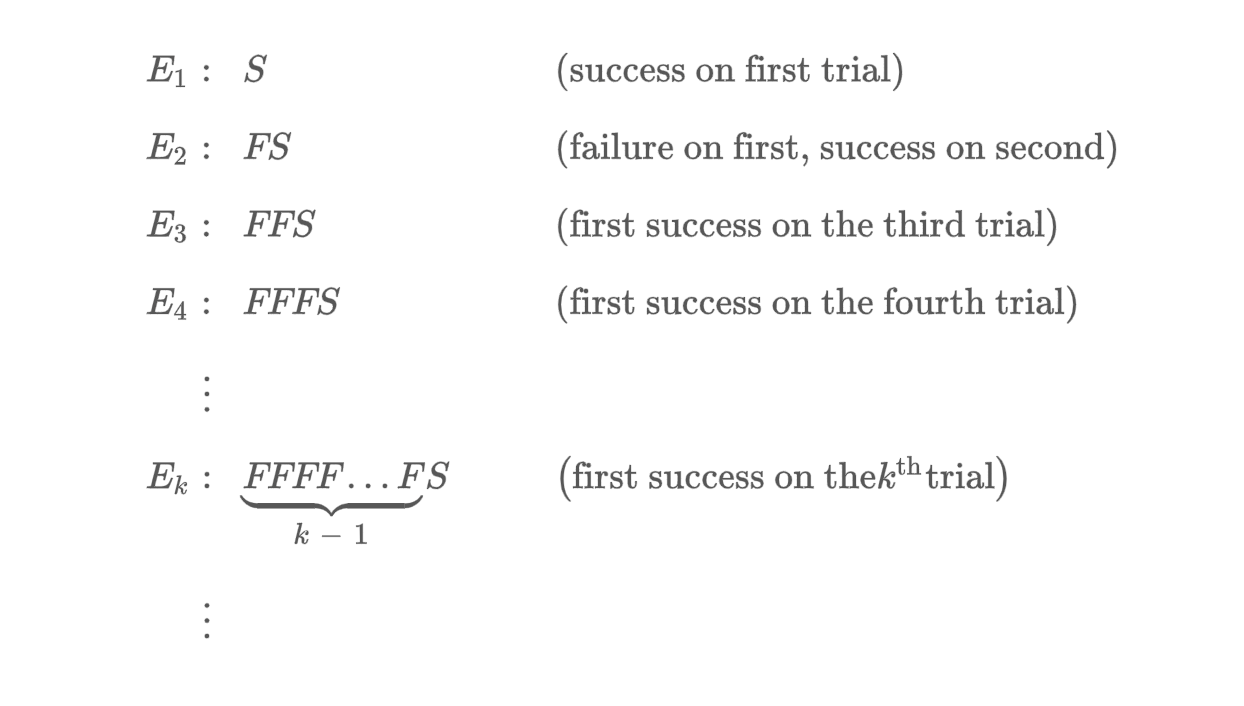 E₁ : S (success on first trial)
E₂ : FS (failure on first, success on second)
E₃ : FFS (first success on the third trial)
E₄ : FFFS (first success on the fourth trial)
⋮
Eₖ : FFFF…FS (first success on thekᵗʰtrial)
k − 1
⋮